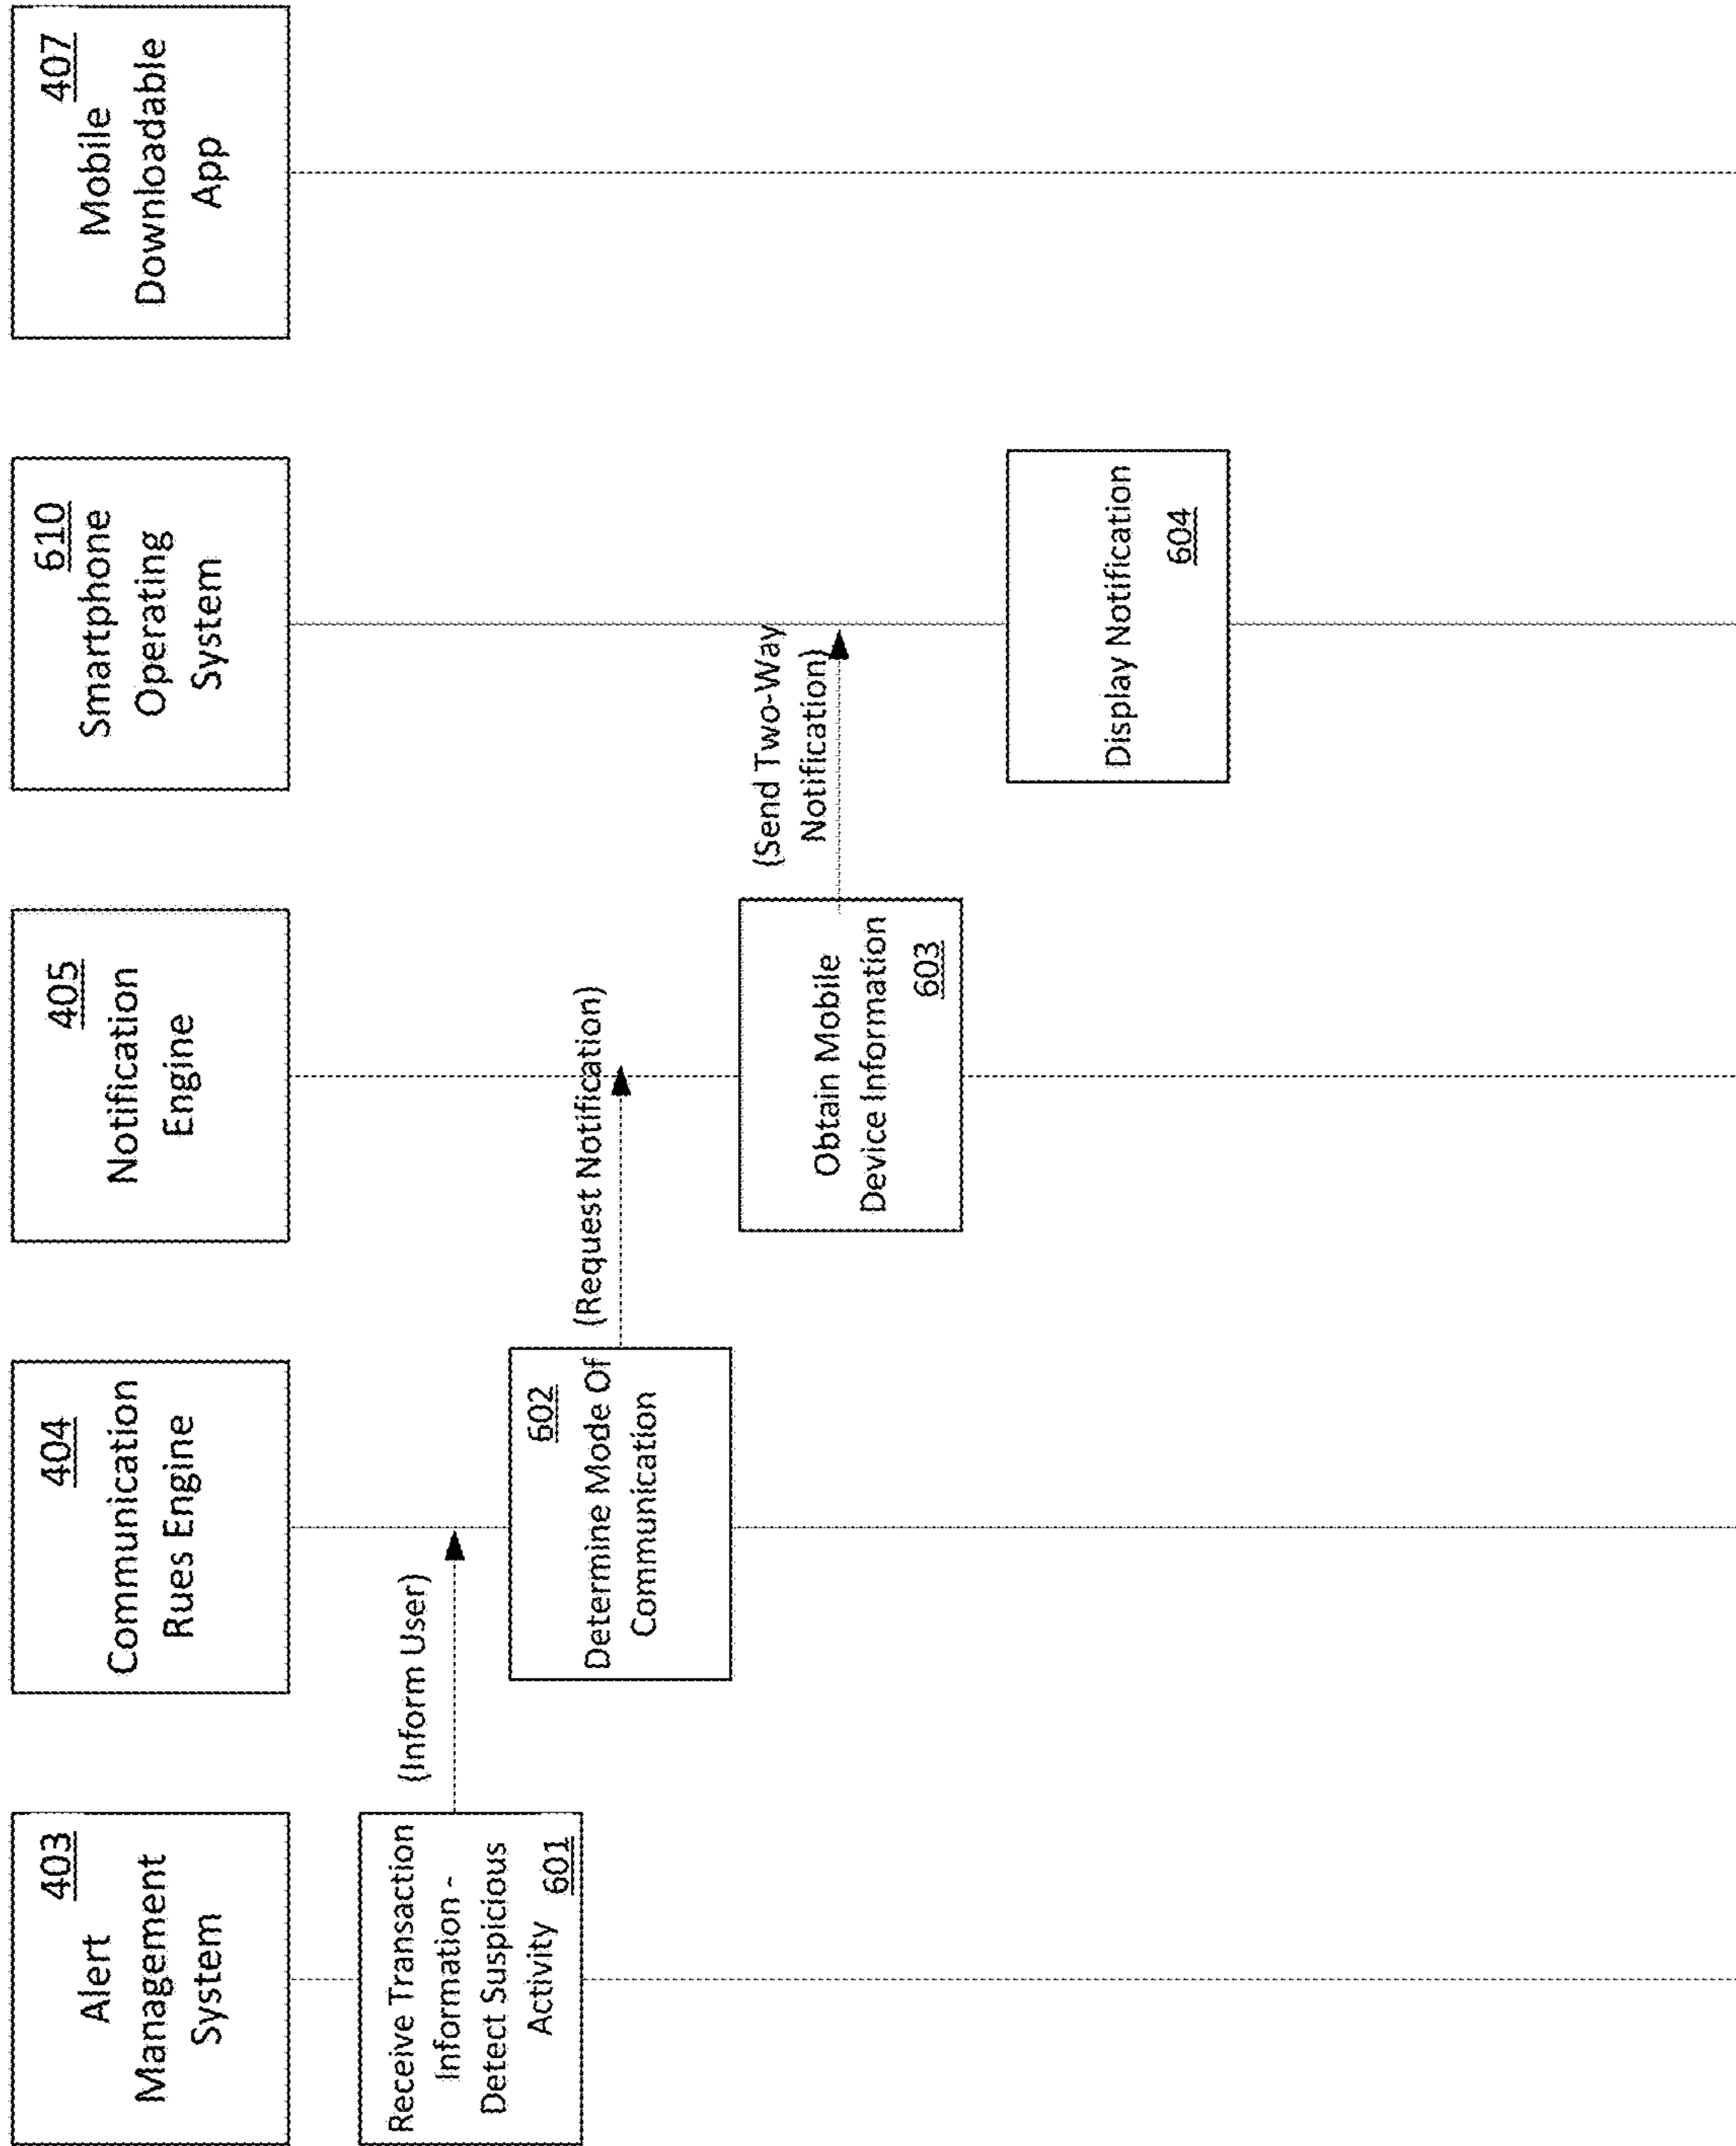 403
Alert
Management
System
404
Communication
Rues Engine
405
Notification
Engine
610
Smartphone
Operating
System
407
Mobile
Downloadable
App
Receive Transaction
Information -
Detect Suspicious
Activity 601
(Inform User)
602
Determine Mode Of
Communication
(Request Notification)
Obtain Mobile
Device Information
603
(Send Two-Way
Notification)
Display Notification
604